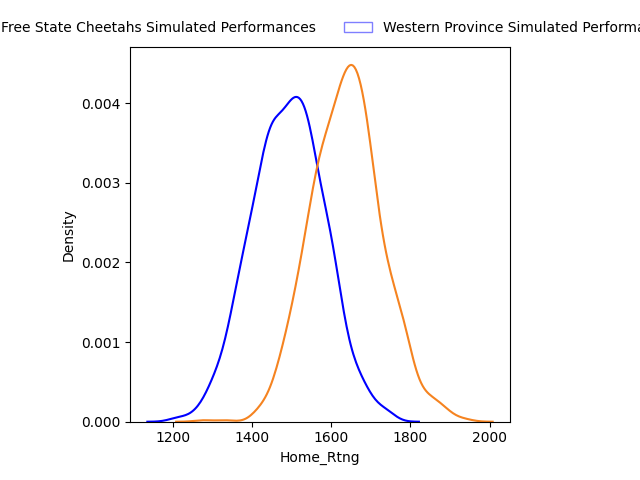 Free State Cheetahs Simulated Performances Western Province Simulated Performa
Density
0.004
0.003
0.002
0.001
0.000
1200 1400 1600 1800 2000
Home_Rtng